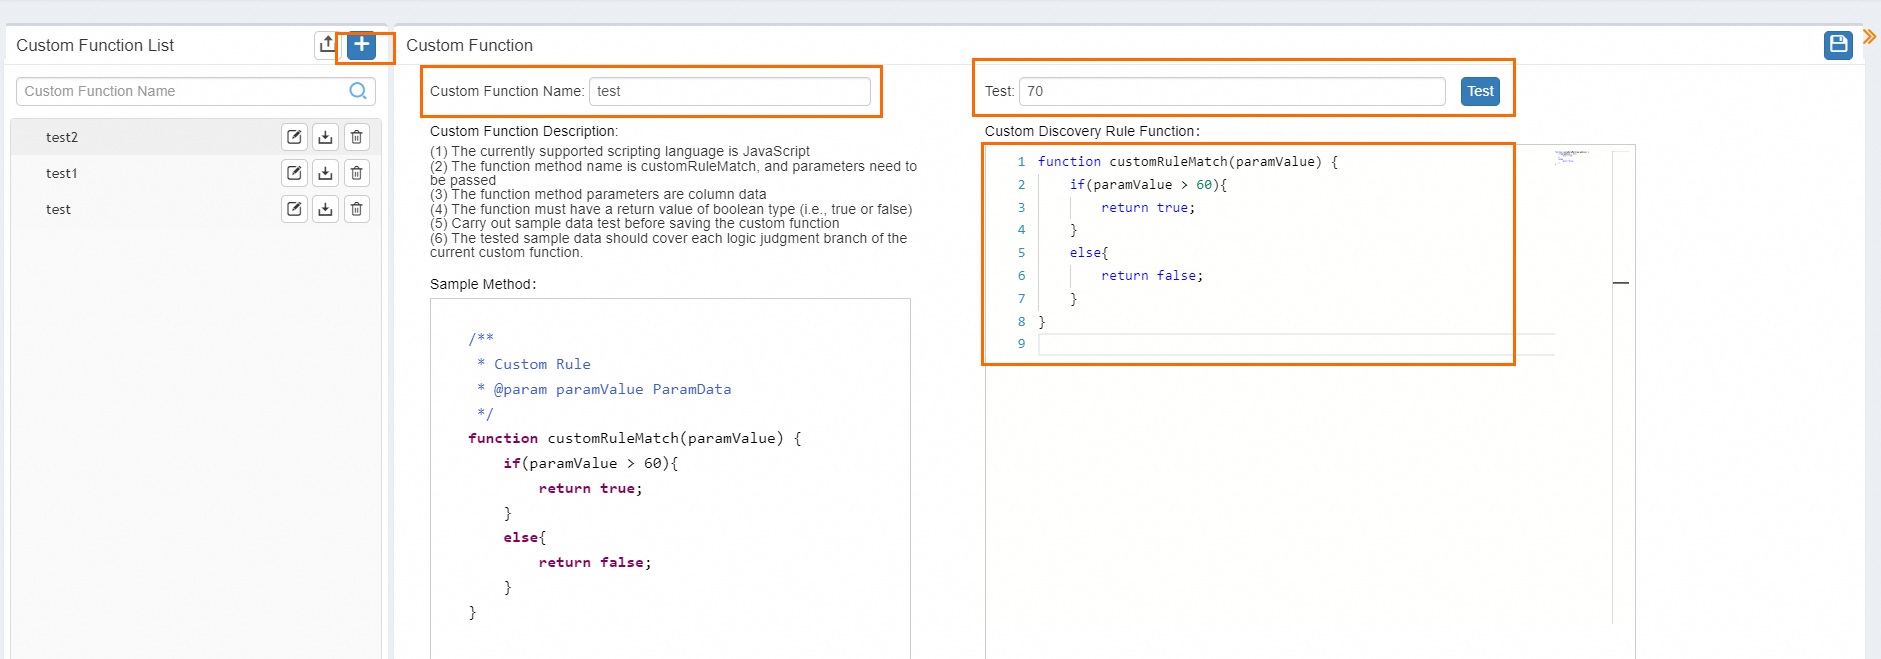 Custom Function List
Custom Function Name
test2
test1
test
Custom Function
Custom Function Name: test
Custom Function Description:
(1) The currently supported scripting language is JavaScript
(2) The function method name is customRuleMatch, and parameters need to
be passed
(3) The function method parameters are column data
(4) The function must have a return value of boolean type (i.e., true or false)
(5) Carry out sample data test before saving the custom function
(6) The tested sample data should cover each logic judgment branch of the
current custom function.
Sample Method:
/**
* Custom Rule
* @param paramValue ParamData
*/
function customRuleMatch(paramValue) {
if(paramValue > 60){
return true;
}
else{
return false;
}
}
Test: 70 Test
Custom Discovery Rule Function:
1 function customRuleMatch(paramValue) {
2 if(paramValue > 60){
3 return true;
4 }
5 else{
6 return false;
7 }
8 }
9